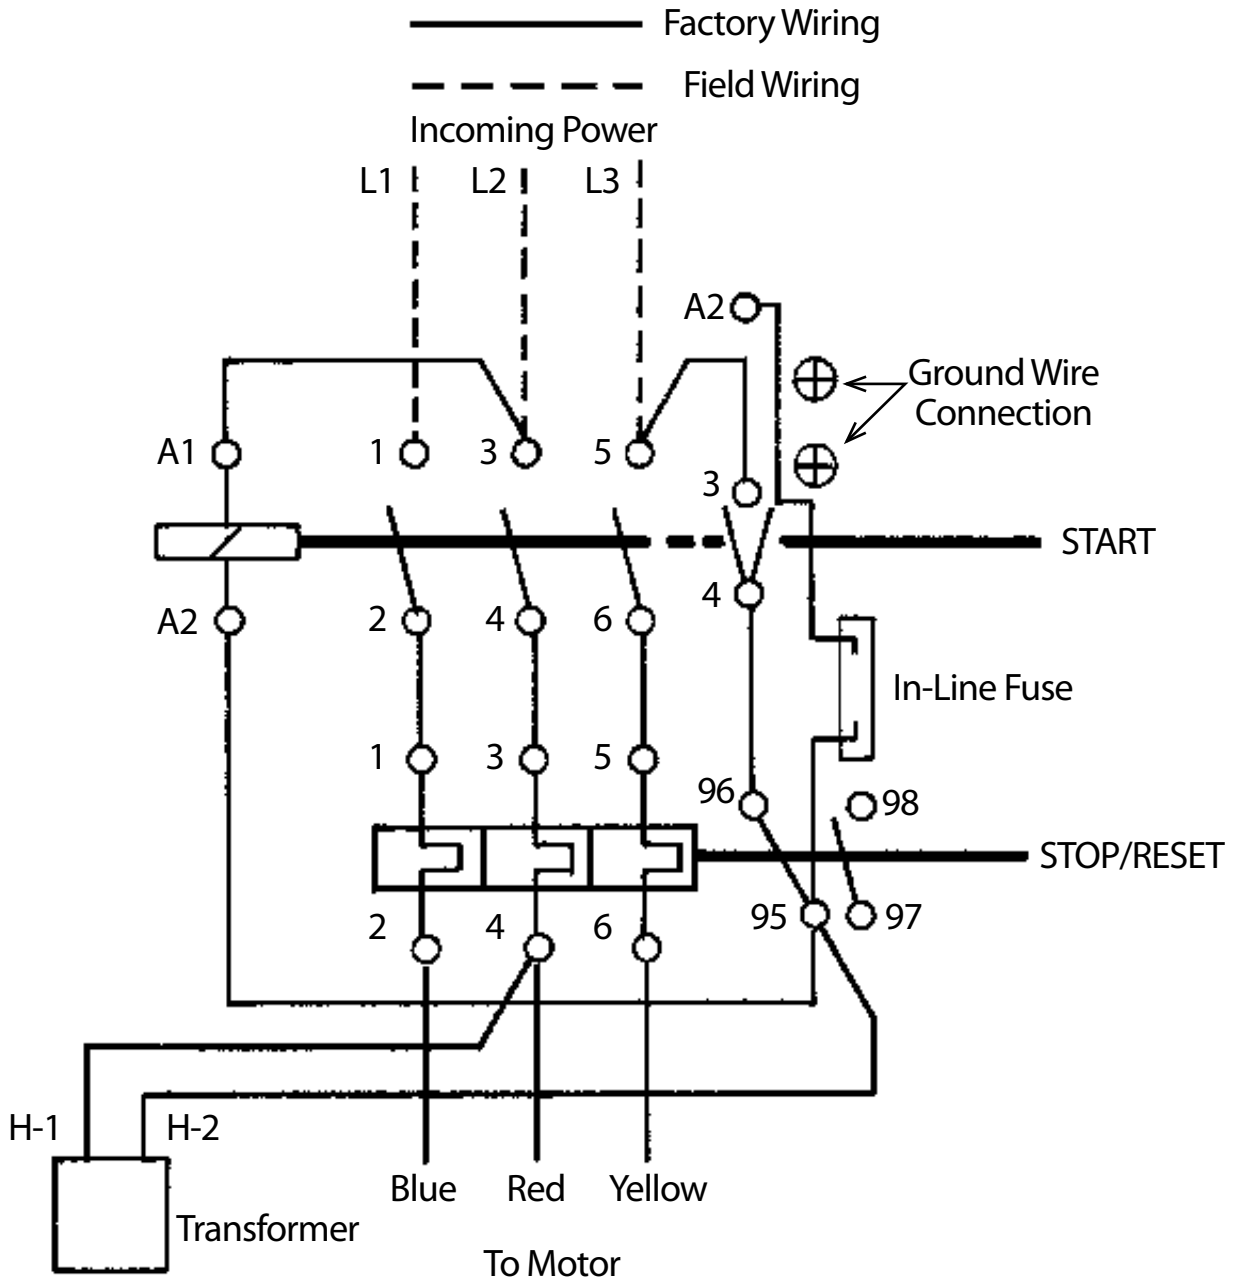 Factory Wiring
Field Wiring
Incoming Power
L1 L2 L3
A2
Ground Wire
Connection
A1 1 3 5
3
START
A2 2 4 6 4
In-Line Fuse
1 3 5
96 98
STOP/RESET
2 4 6 95 97
H-1 H-2
Blue Red Yellow
Transformer
To Motor